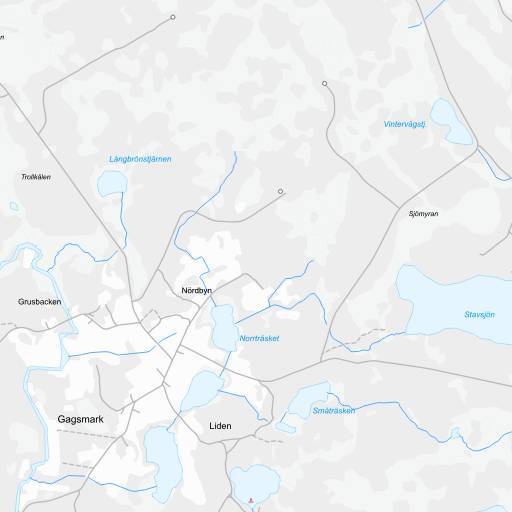 Vintervägstj.
Långbrönstjärnen
Trollkälen
Sjömyran
Nördbyn
Grusbacken
Stavsjön
Norrträsket
Småträsken
Gagsmark
Liden